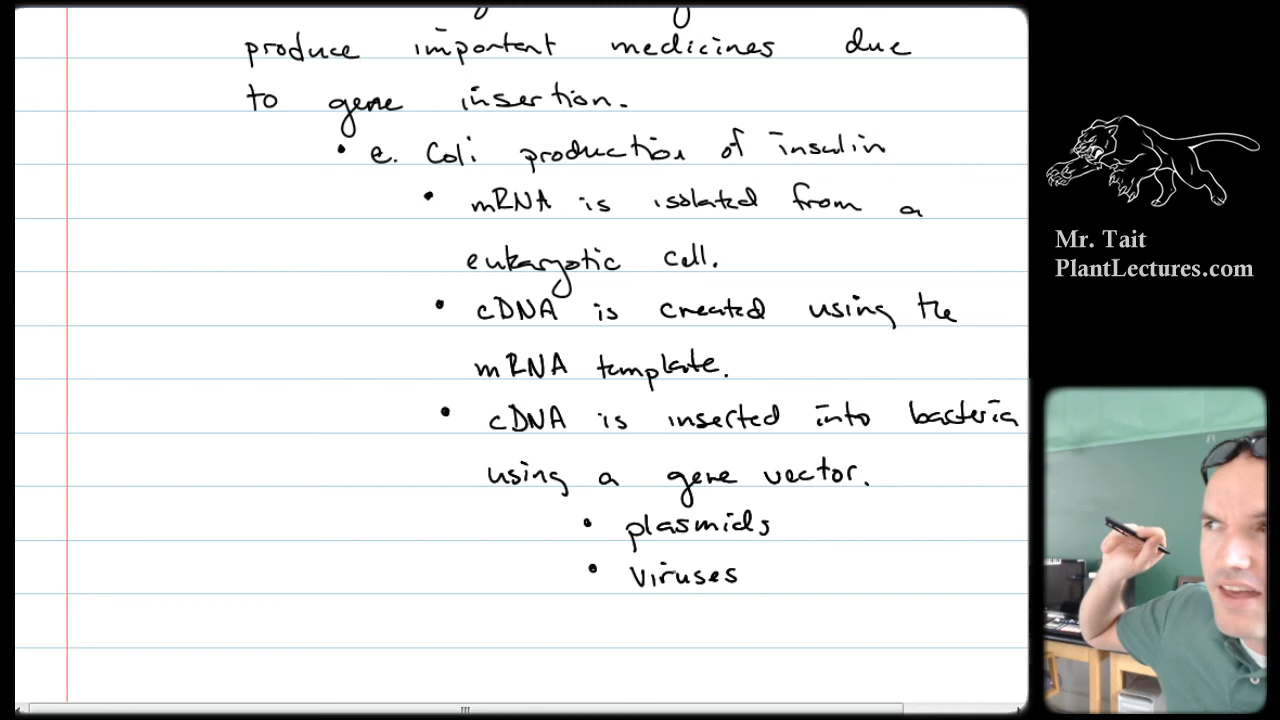 produce important medicines due
to gene insertion.
• e. Coli production of insulin
• mRNA is isolated from a
eukaryotic cell.
• cDNA is created using the
mRNA template.
• cDNA is inserted into bacteria
using a gene vector.
• plasmids
• viruses
Mr. Tait
PlantLectures.com